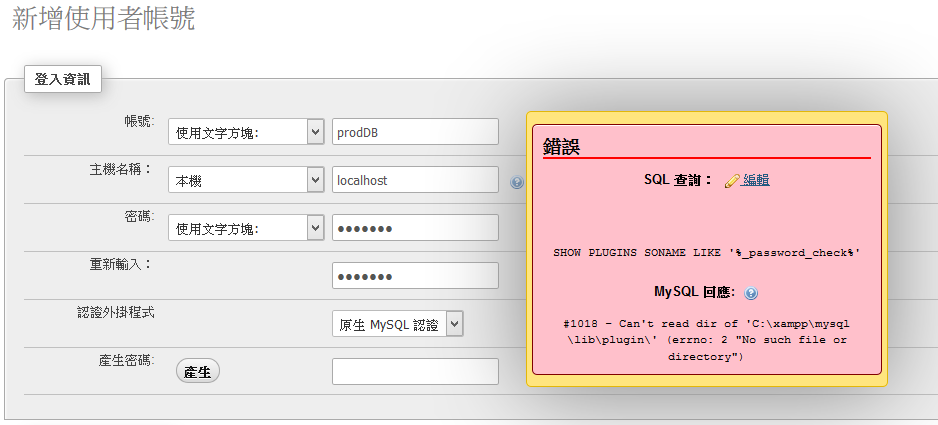 新增使用者帳號
登入資訊
帳號: 使用文字方塊: prodDB
主機名稱： 本機 localhost
密碼: 使用文字方塊: ●●●●●●●
重新輸入： ●●●●●●●
認證外掛程式 原生 MySQL 認證
產生密碼: 產生
錯誤
SQL 查詢： 編輯
SHOW PLUGINS SONAME LIKE '%_password_check%'
MySQL 回應:
#1018 - Can't read dir of 'C:\xampp\mysql
\lib\plugin\' (errno: 2 "No such file or
directory")